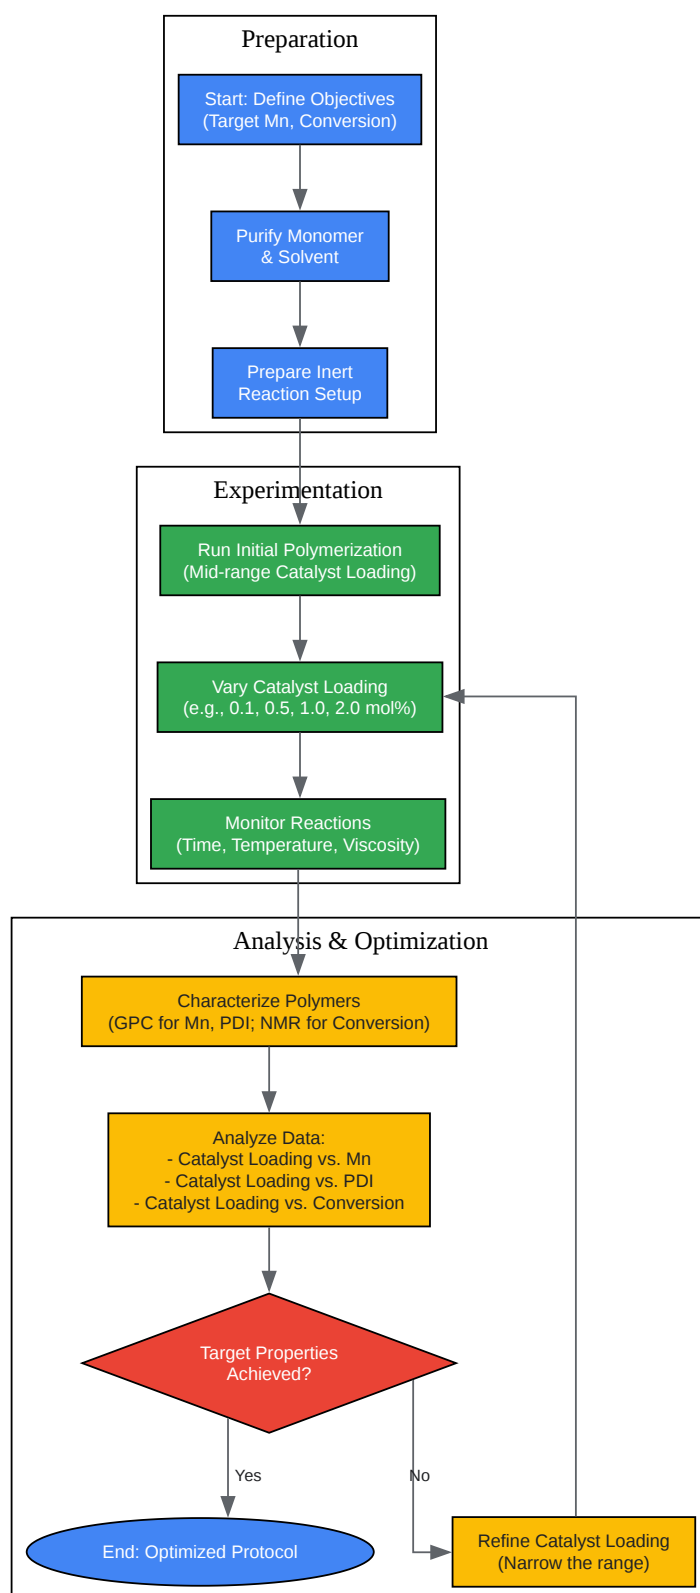 Preparation
Start: Define Objectives
(Target Mn, Conversion)
Purify Monomer
& Solvent
Prepare Inert
Reaction Setup
Experimentation
Run Initial Polymerization
(Mid-range Catalyst Loading)
Vary Catalyst Loading
(e.g., 0.1, 0.5, 1.0, 2.0 mol%)
Monitor Reactions
(Time, Temperature, Viscosity)
Analysis & Optimization
Characterize Polymers
(GPC for Mn, PDI; NMR for Conversion)
Analyze Data:
- Catalyst Loading vs. Mn
- Catalyst Loading vs. PDI
- Catalyst Loading vs. Conversion
Target Properties
Achieved?
Yes
No
End: Optimized Protocol
Refine Catalyst Loading
(Narrow the range)